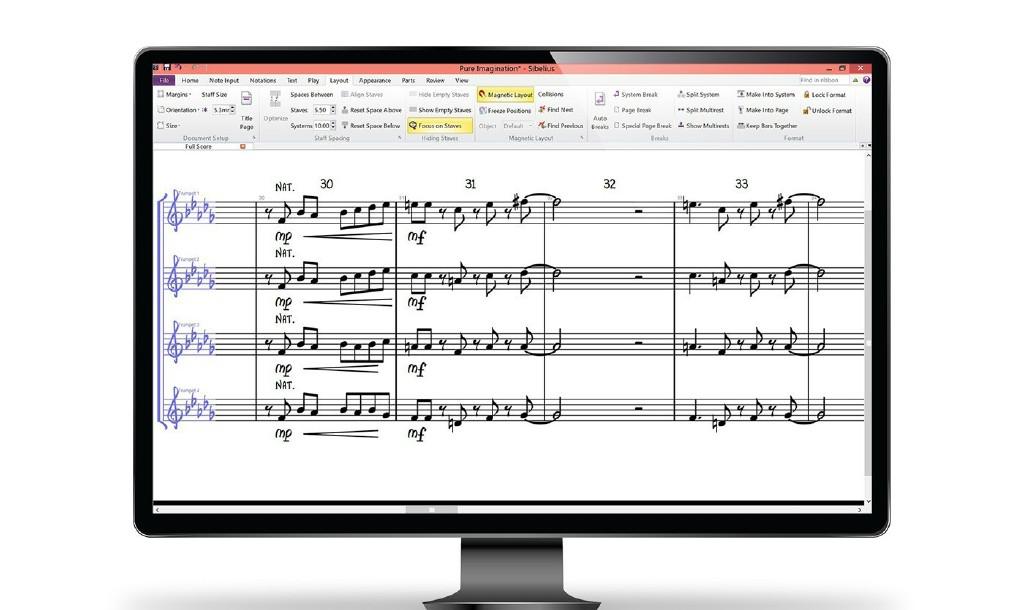 Pure Imagination* - Sibelius
File Home Note Input Notations Text Play Layout Appearance Parts Review View Find in ribbon
Margins Staff Size Spaces Between Align Staves Hide Empty Staves Magnetic Layout Collisions System Break Split System Make Into System Lock Format
Orientation 5.3mm Staves: 5.50 Reset Space Above Show Empty Staves Freeze Positions Find Next Page Break Split Multirest Make Into Page Unlock Format
Size Title Page Optimize Systems: 10.00 Reset Space Below Focus on Staves Object: Default Find Previous Auto Breaks Special Page Break Show Multirests Keep Bars Together
Document Setup Staff Spacing Hiding Staves Magnetic Layout Breaks Format
Full Score
NAT. 30 31 32 33
Trumpet 1
mp mf
NAT.
Trumpet 2
mp mf
NAT.
Trumpet 3
mp mf
NAT.
mp mf